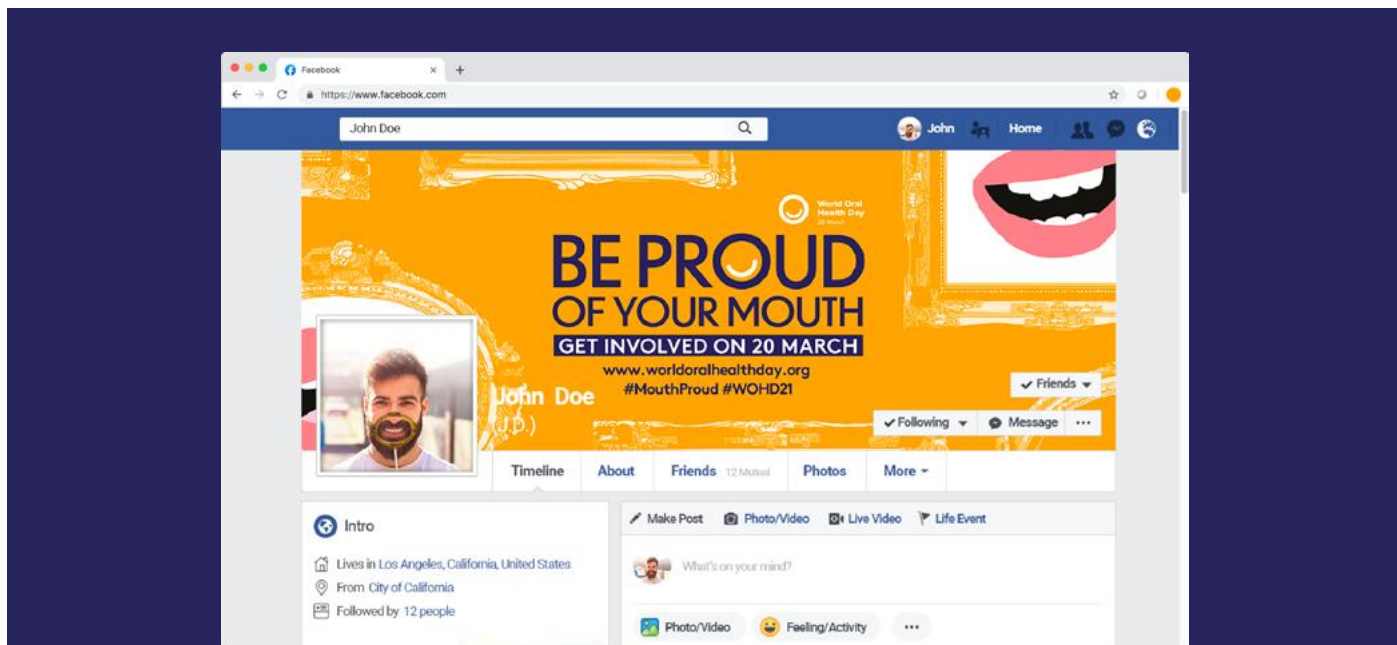 Facebook
https://www.facebook.com
John Doe
John
Home
World Oral
Health Day
20 March
BE PROUD
OF YOUR MOUTH
GET INVOLVED ON 20 MARCH
www.worldoralhealthday.org
#MouthProud #WOHD21
John Doe
(J.D.)
Friends
Following
Message
Timeline
About
Friends 12 Mutual
Photos
More
Intro
Lives in Los Angeles, California, United States
From City of California
Followed by 12 people
Make Post
Photo/Video
Live Video
Life Event
What's on your mind?
Photo/Video
Feeling/Activity